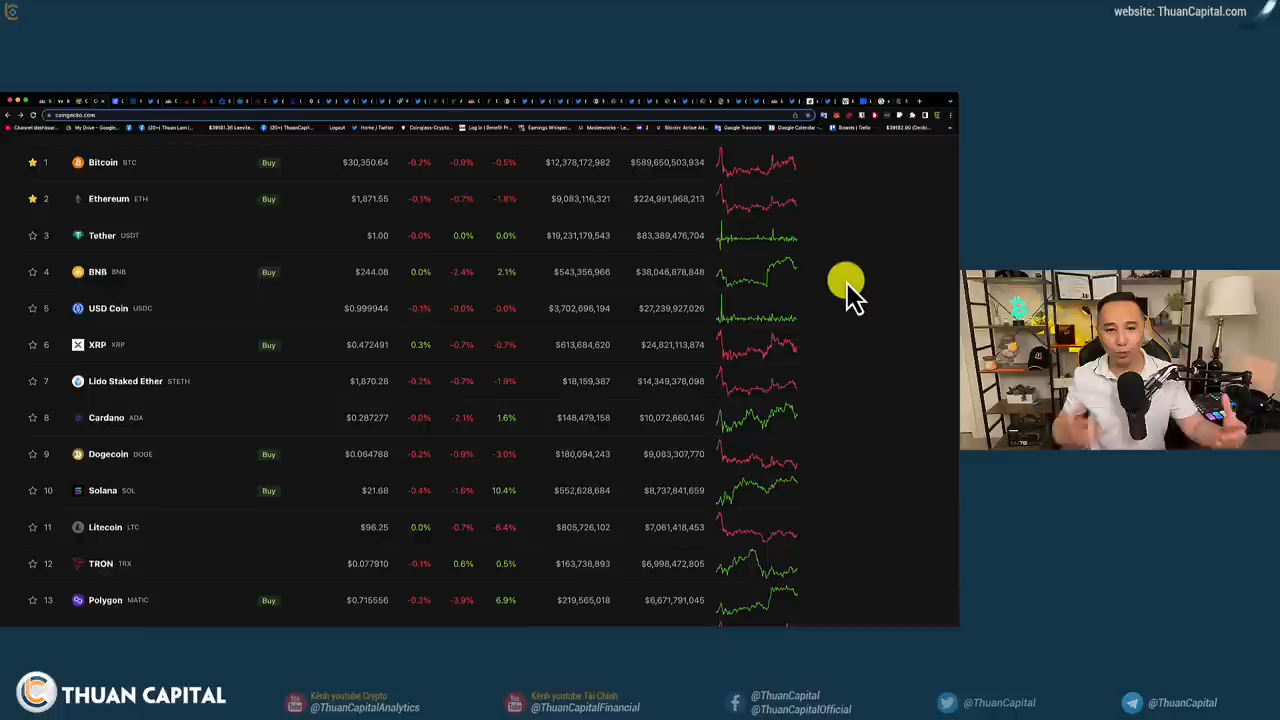 website: ThuanCapital.com
coingecko.com
1 Bitcoin BTC Buy $30,350.64 -0.2% -0.9% -0.5% $12,378,172,982 $589,650,503,934
2 Ethereum ETH Buy $1,871.55 -0.1% -0.7% -1.8% $9,083,116,321 $224,991,968,213
3 Tether USDT $1.00 -0.0% 0.0% 0.0% $19,231,179,543 $83,389,476,704
4 BNB BNB Buy $244.08 0.0% -2.4% 2.1% $543,356,966 $38,046,878,848
5 USD Coin USDC $0.999944 -0.1% -0.0% -0.0% $3,702,696,194 $27,239,927,026
6 XRP XRP Buy $0.472491 0.3% -0.7% -0.7% $613,684,620 $24,821,113,874
7 Lido Staked Ether STETH $1,870.28 -0.2% -0.7% -1.9% $18,159,387 $14,349,378,098
8 Cardano ADA $0.287277 -0.0% -2.1% 1.6% $148,479,158 $10,072,860,145
9 Dogecoin DOGE Buy $0.064788 -0.2% -0.9% -3.0% $180,094,243 $9,083,307,770
10 Solana SOL Buy $21.68 -0.4% -1.6% 10.4% $552,628,684 $8,737,841,659
11 Litecoin LTC $96.25 0.0% -0.7% -6.4% $805,726,102 $7,061,418,453
12 TRON TRX $0.077910 -0.1% 0.6% 0.5% $163,738,893 $6,998,472,805
13 Polygon MATIC Buy $0.715556 -0.3% -3.9% 6.9% $219,565,018 $6,671,791,045
THUAN CAPITAL
Kênh youtube Crypto
@ThuanCapitalAnalytics
Kênh youtube Tài Chính
@ThuanCapitalFinancial
@ThuanCapital
@ThuanCapitalOfficial
@ThuanCapital
@ThuanCapital